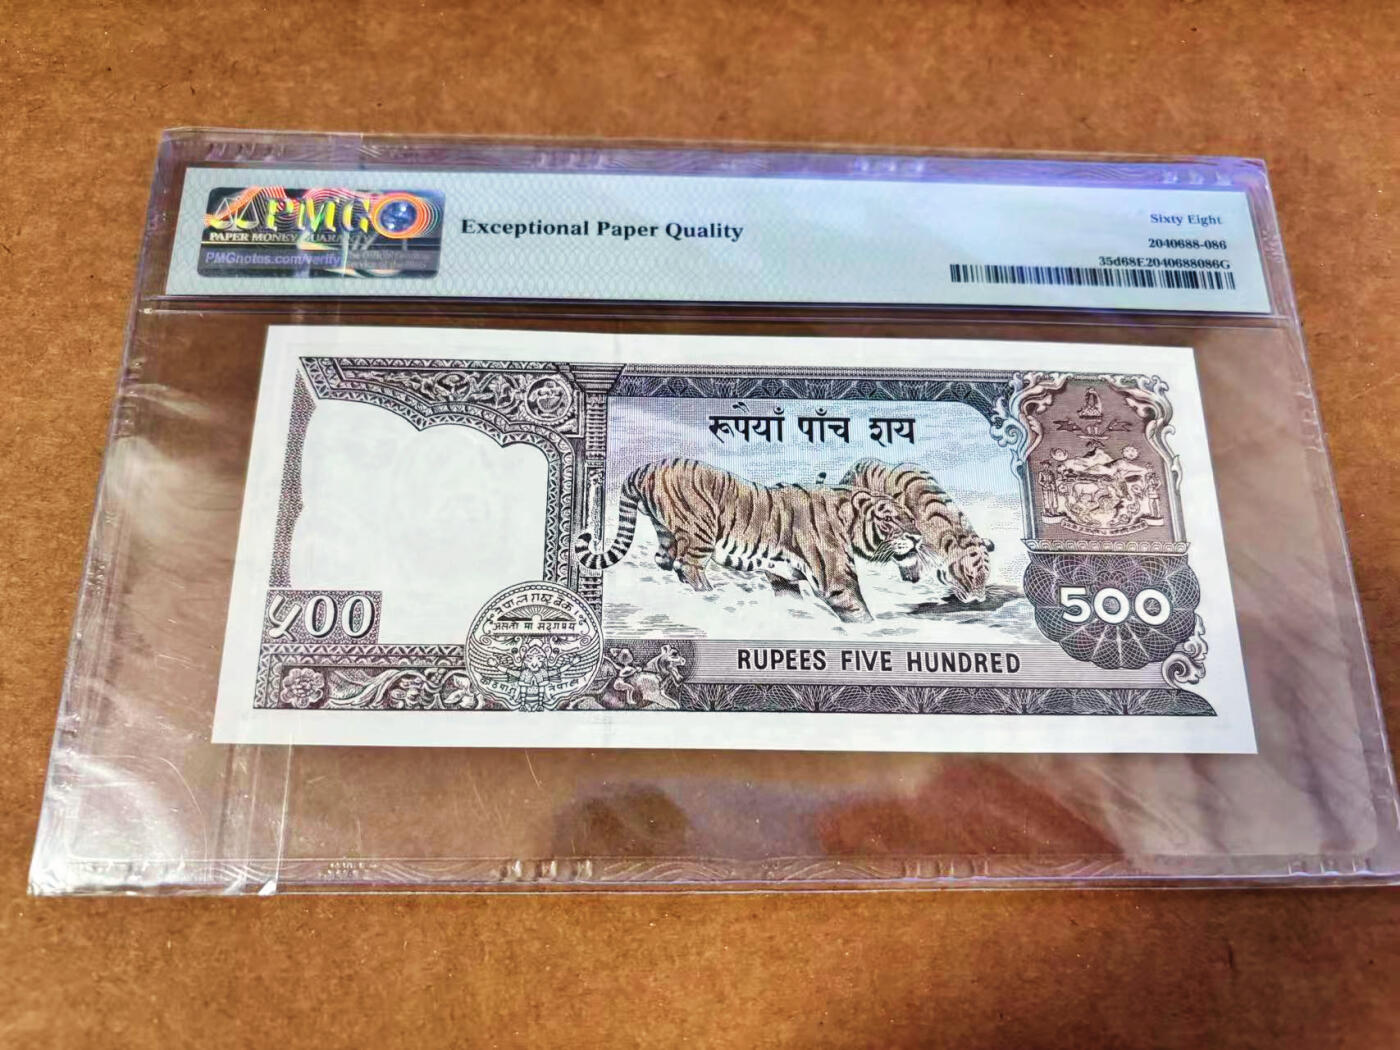 PMG
PAPER MONEY GUARANTY
PMGnotes.com/verify
Exceptional Paper Quality
Sixty Eight
2040688-086
35d68E2040688086G
रूपैयाँ पाँच शय
५00
500
RUPEES FIVE HUNDRED